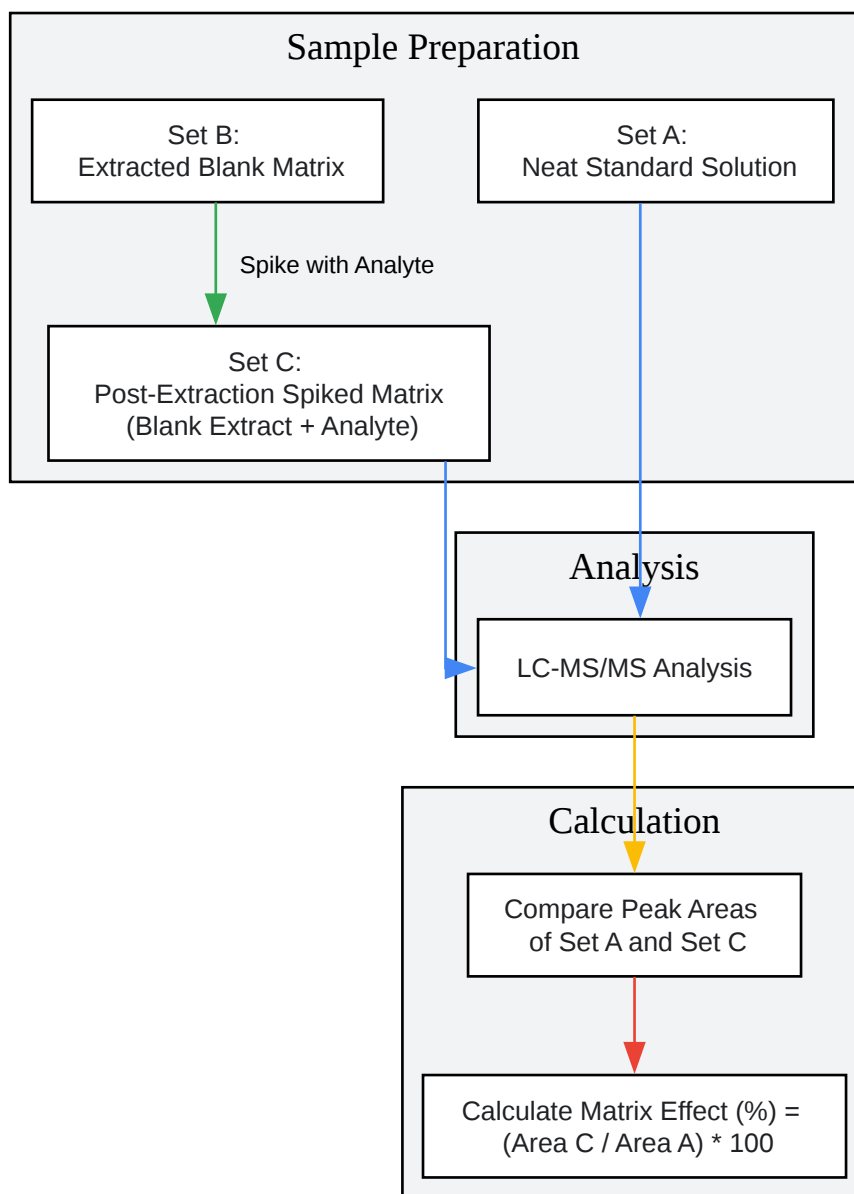 Sample Preparation
Set B:
Extracted Blank Matrix
Set A:
Neat Standard Solution
Spike with Analyte
Set C:
Post-Extraction Spiked Matrix
(Blank Extract + Analyte)
Analysis
LC-MS/MS Analysis
Calculation
Compare Peak Areas
of Set A and Set C
Calculate Matrix Effect (%) =
(Area C / Area A) * 100